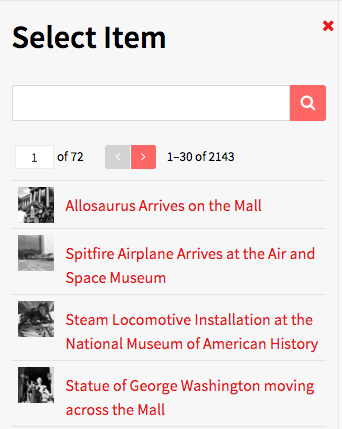 Select Item
1 of 72 1–30 of 2143
Allosaurus Arrives on the Mall
Spitfire Airplane Arrives at the Air and
Space Museum
Steam Locomotive Installation at the
National Museum of American History
Statue of George Washington moving
across the Mall